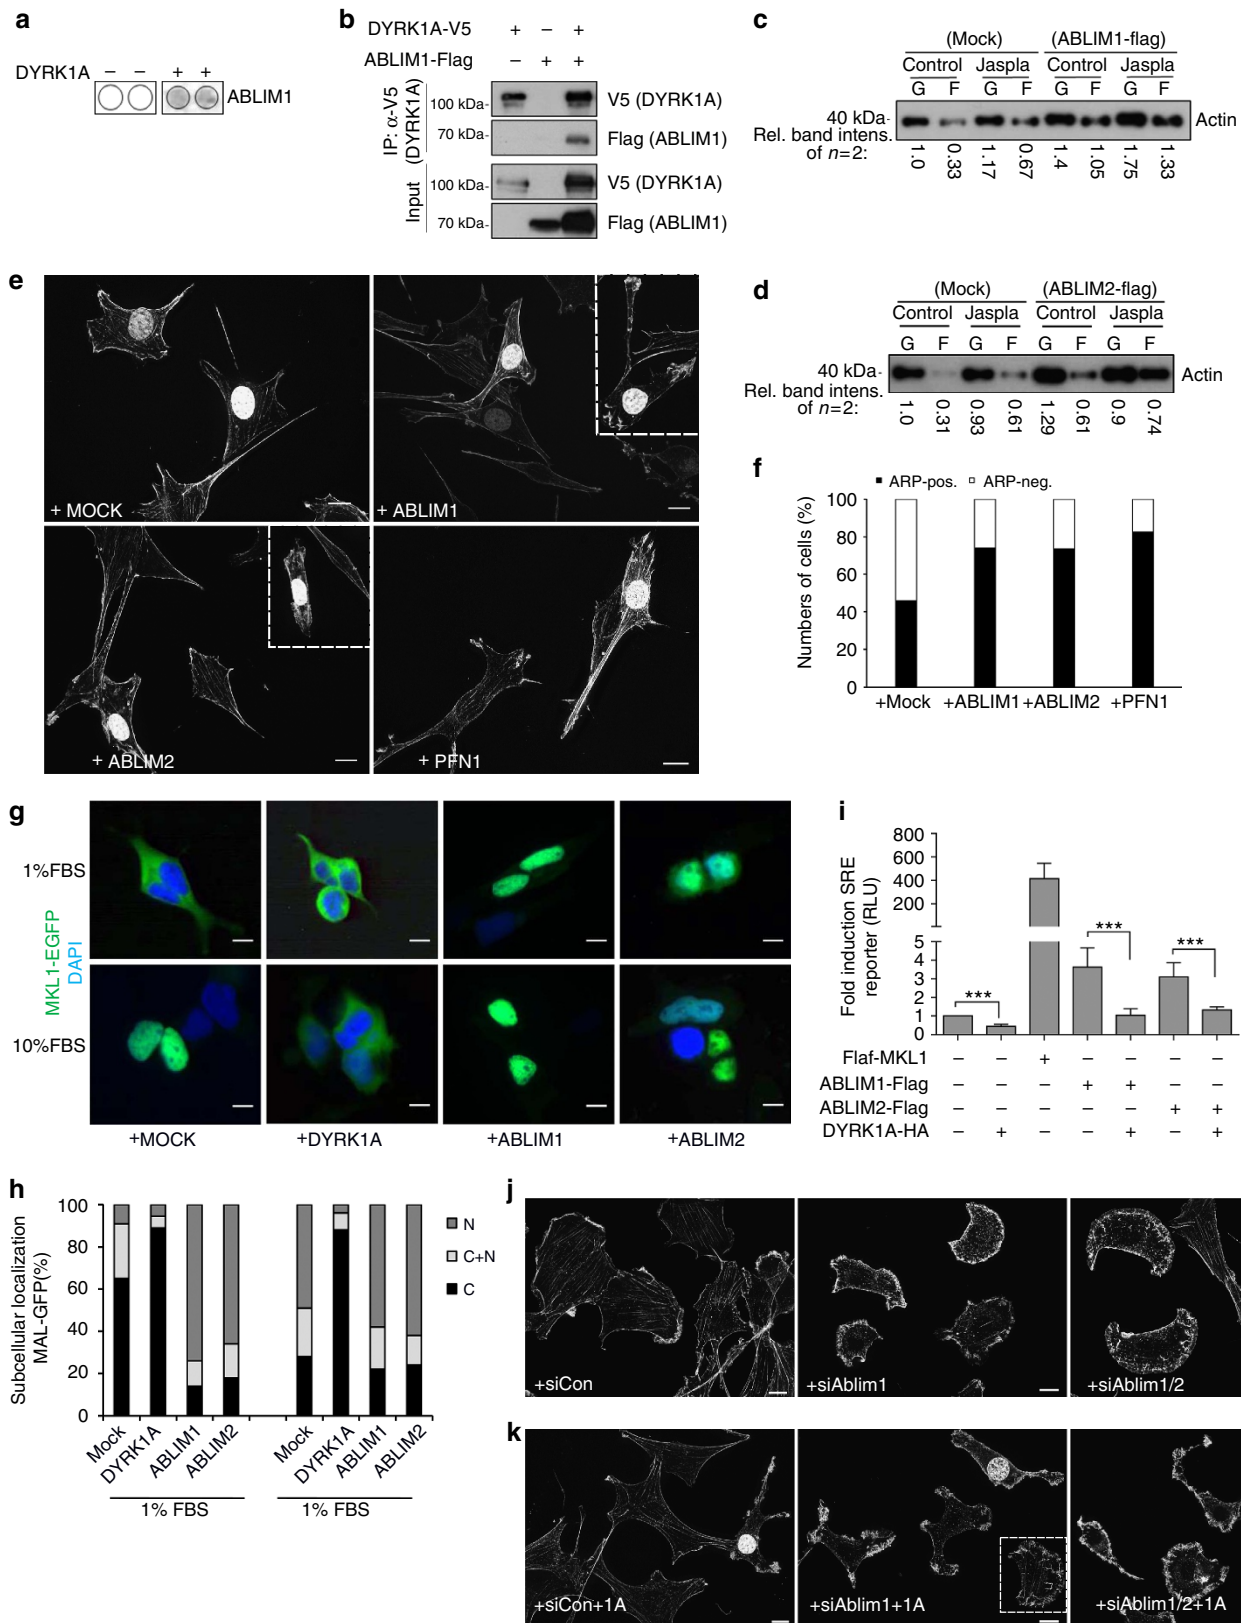 a
DYRK1A – – + + ABLIM1
b
DYRK1A-V5 + – +
ABLIM1-Flag – + +
IP: α-V5
(DYRK1A)
100 kDa- V5 (DYRK1A)
70 kDa- Flag (ABLIM1)
Input
100 kDa- V5 (DYRK1A)
70 kDa- Flag (ABLIM1)
c
(Mock) (ABLIM1-flag)
Control Jaspla Control Jaspla
G F G F G F G F
40 kDa- Actin
Rel. band intens.
of n=2:
1.0 0.33 1.17 0.67 1.4 1.05 1.75 1.33
d
(Mock) (ABLIM2-flag)
Control Jaspla Control Jaspla
G F G F G F G F
40 kDa- Actin
Rel. band intens.
of n=2:
1.0 0.31 0.93 0.61 1.29 0.61 0.9 0.74
e
+ MOCK
+ ABLIM1
+ ABLIM2
+ PFN1
f
ARP-pos. ARP-neg.
Numbers of cells (%)
100
80
60
40
20
0
+Mock +ABLIM1 +ABLIM2 +PFN1
g
MKL1-EGFP
DAPI
1%FBS
10%FBS
+MOCK +DYRK1A +ABLIM1 +ABLIM2
h
Subcellular localization
MAL-GFP(%)
100
80
60
40
20
0
N
C+N
C
Mock DYRK1A ABLIM1 ABLIM2 Mock DYRK1A ABLIM1 ABLIM2
1% FBS 1% FBS
i
Fold induction SRE
reporter (RLU)
800
600
400
200
5
4
3
2
1
0
*** *** ***
Flaf-MKL1 – – + – – – –
ABLIM1-Flag – – – + + – –
ABLIM2-Flag – – – – – + +
DYRK1A-HA – + – – + – +
j
+siCon
+siAblim1
+siAblim1/2
k
+siCon+1A
+siAblim1+1A
+siAblim1/2+1A